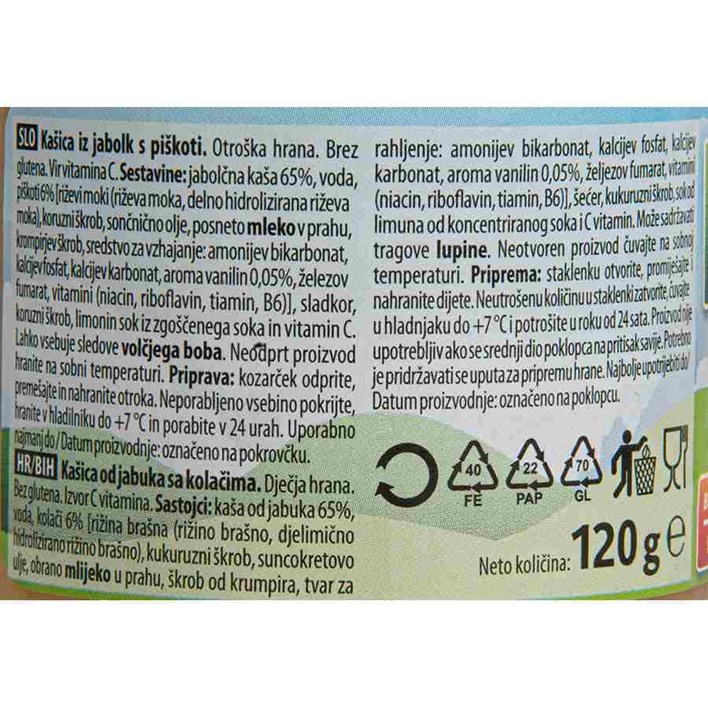 SLO Kašica iz jabolk s piškoti. Otroška hrana. Brez
glutena. Vir vitamina C. Sestavine: jabolčna kaša 65%, voda,
piškoti 6% [riževi moki (riževa moka, delno hidrolizirana riževa
moka), koruzni škrob, sončnično olje, posneto mleko v prahu,
krompirjev škrob, sredstvo za vzhajanje: amonijev bikarbonat,
kalcijev fosfat, kalcijev karbonat, aroma vanilin 0,05%, železov
fumarat, vitamini (niacin, riboflavin, tiamin, B6)], sladkor,
koruzni škrob, limonin sok iz zgoščenega soka in vitamin C.
Lahko vsebuje sledove volčjega boba. Neodprt proizvod
hranite na sobni temperaturi. Priprava: kozarček odprite,
premešajte in nahranite otroka. Neporabljeno vsebino pokrijte,
hranite v hladilniku do +7 °C in porabite v 24 urah. Uporabno
najmanj do / Datum proizvodnje: označeno na pokrovčku.
HR/BIH Kašica od jabuka sa kolačima. Dječja hrana.
Bez glutena. Izvor C vitamina. Sastojci: kaša od jabuke 65%,
voda, kolači 6% [rižina brašna (rižino brašno, djelimično
hidrolizirano rižino brašno), kukuruzni škrob, suncokretovo
ulje, obrano mlijeko u prahu, škrob od krumpira, tvar za
rahljenje: amonijev bikarbonat, kalcijev fosfat, kalcijev
karbonat, aroma vanilin 0,05%, željezov fumarat, vitamini
(niacin, riboflavin, tiamin, B6)], šećer, kukuruzni škrob, sok od
limuna od koncentriranog soka i C vitamin. Može sadržavati
tragove lupine. Neotvoren proizvod čuvajte na sobnoj
temperaturi. Priprema: staklenku otvorite, promiješajte i
nahranite dijete. Neutrošenu količinu u staklenki zatvorite, čuvajte
u hladnjaku do +7 °C i potrošite u roku od 24 sata. Proizvod nije
upotrebljiv ako se srednji dio poklopca na pritisak savije. Potrebno
je pridržavati se uputa za pripremu hrane. Najbolje upotrijebiti do/
Datum proizvodnje: označeno na poklopcu.
40 22 70
FE PAP GL
Neto količina: 120 g e